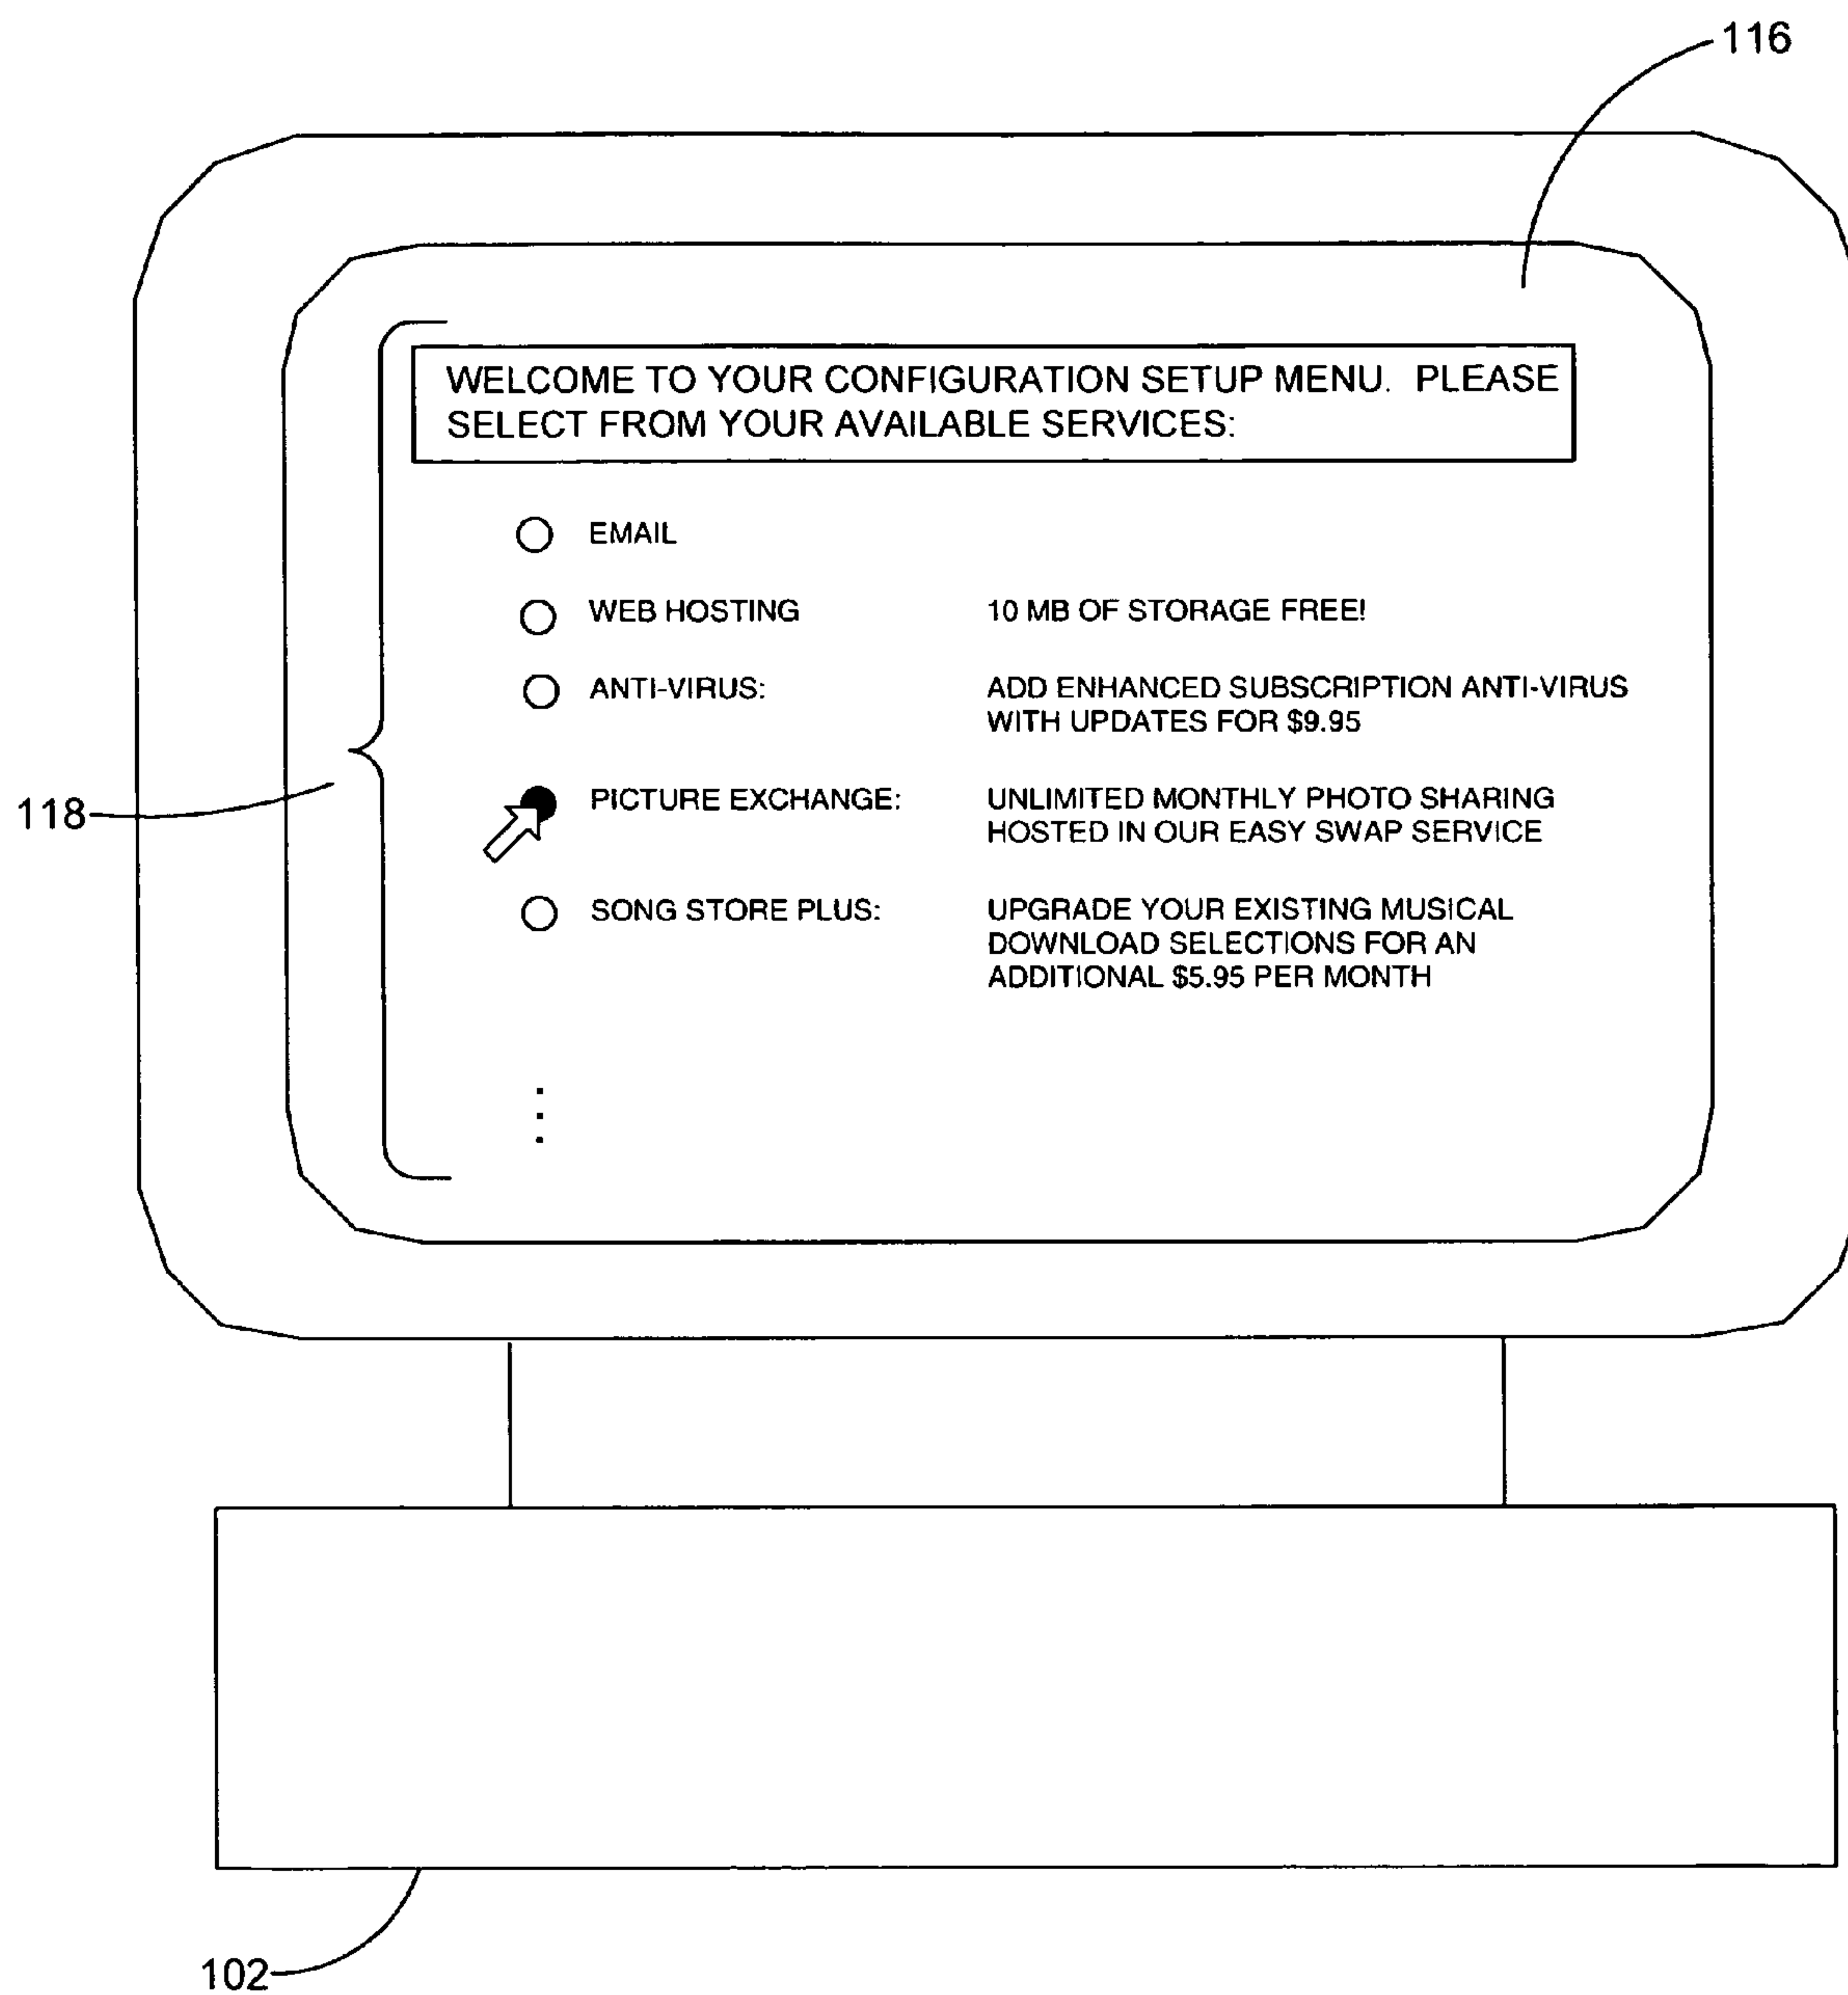 116
WELCOME TO YOUR CONFIGURATION SETUP MENU. PLEASE
SELECT FROM YOUR AVAILABLE SERVICES:
EMAIL
WEB HOSTING 10 MB OF STORAGE FREE!
ANTI-VIRUS: ADD ENHANCED SUBSCRIPTION ANTI-VIRUS
WITH UPDATES FOR $9.95
118
PICTURE EXCHANGE: UNLIMITED MONTHLY PHOTO SHARING
HOSTED IN OUR EASY SWAP SERVICE
SONG STORE PLUS: UPGRADE YOUR EXISTING MUSICAL
DOWNLOAD SELECTIONS FOR AN
ADDITIONAL $5.95 PER MONTH
102